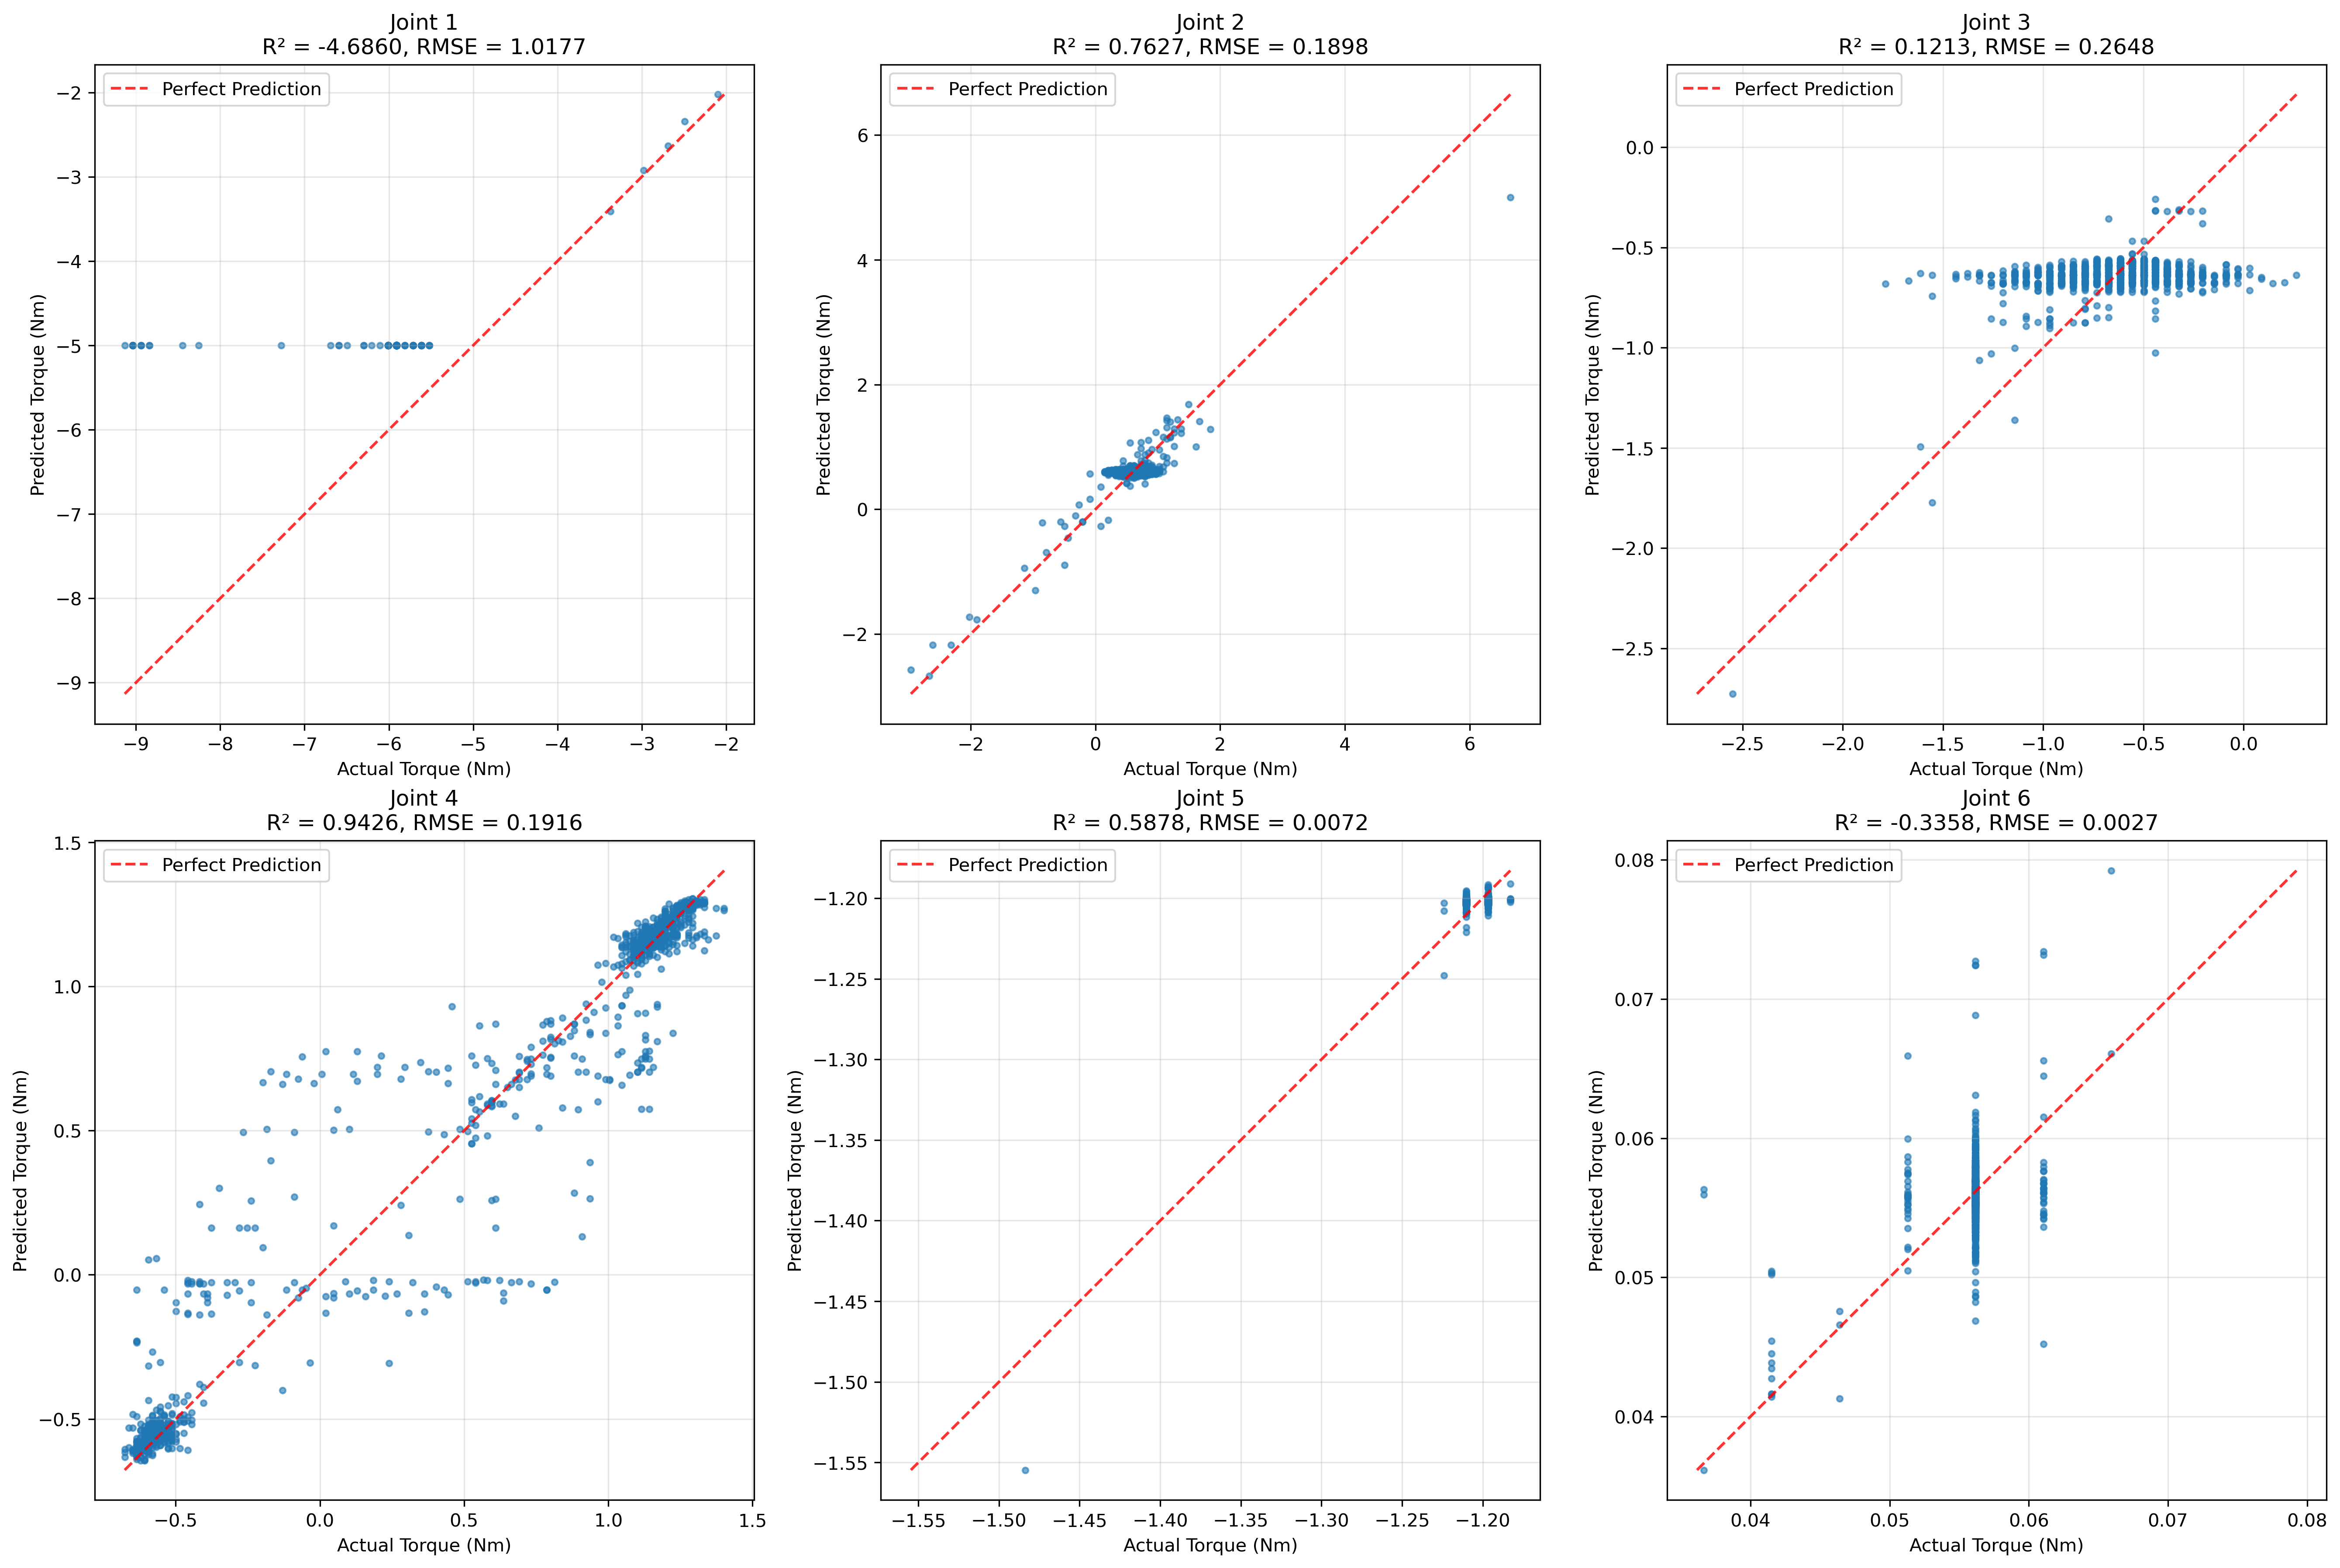 Joint 1
R² = -4.6860, RMSE = 1.0177
Perfect Prediction
−2
−3
−4
−5
−6
−7
−8
−9
Predicted Torque (Nm)
−9 −8 −7 −6 −5 −4 −3 −2
Actual Torque (Nm)
Joint 2
R² = 0.7627, RMSE = 0.1898
Perfect Prediction
6
4
2
0
−2
Predicted Torque (Nm)
−2 0 2 4 6
Actual Torque (Nm)
Joint 3
R² = 0.1213, RMSE = 0.2648
Perfect Prediction
0.0
−0.5
−1.0
−1.5
−2.0
−2.5
Predicted Torque (Nm)
−2.5 −2.0 −1.5 −1.0 −0.5 0.0
Actual Torque (Nm)
Joint 4
R² = 0.9426, RMSE = 0.1916
Perfect Prediction
1.5
1.0
0.5
0.0
−0.5
Predicted Torque (Nm)
−0.5 0.0 0.5 1.0 1.5
Actual Torque (Nm)
Joint 5
R² = 0.5878, RMSE = 0.0072
Perfect Prediction
−1.20
−1.25
−1.30
−1.35
−1.40
−1.45
−1.50
−1.55
Predicted Torque (Nm)
−1.55 −1.50 −1.45 −1.40 −1.35 −1.30 −1.25 −1.20
Actual Torque (Nm)
Joint 6
R² = -0.3358, RMSE = 0.0027
Perfect Prediction
0.08
0.07
0.06
0.05
0.04
Predicted Torque (Nm)
0.04 0.05 0.06 0.07 0.08
Actual Torque (Nm)